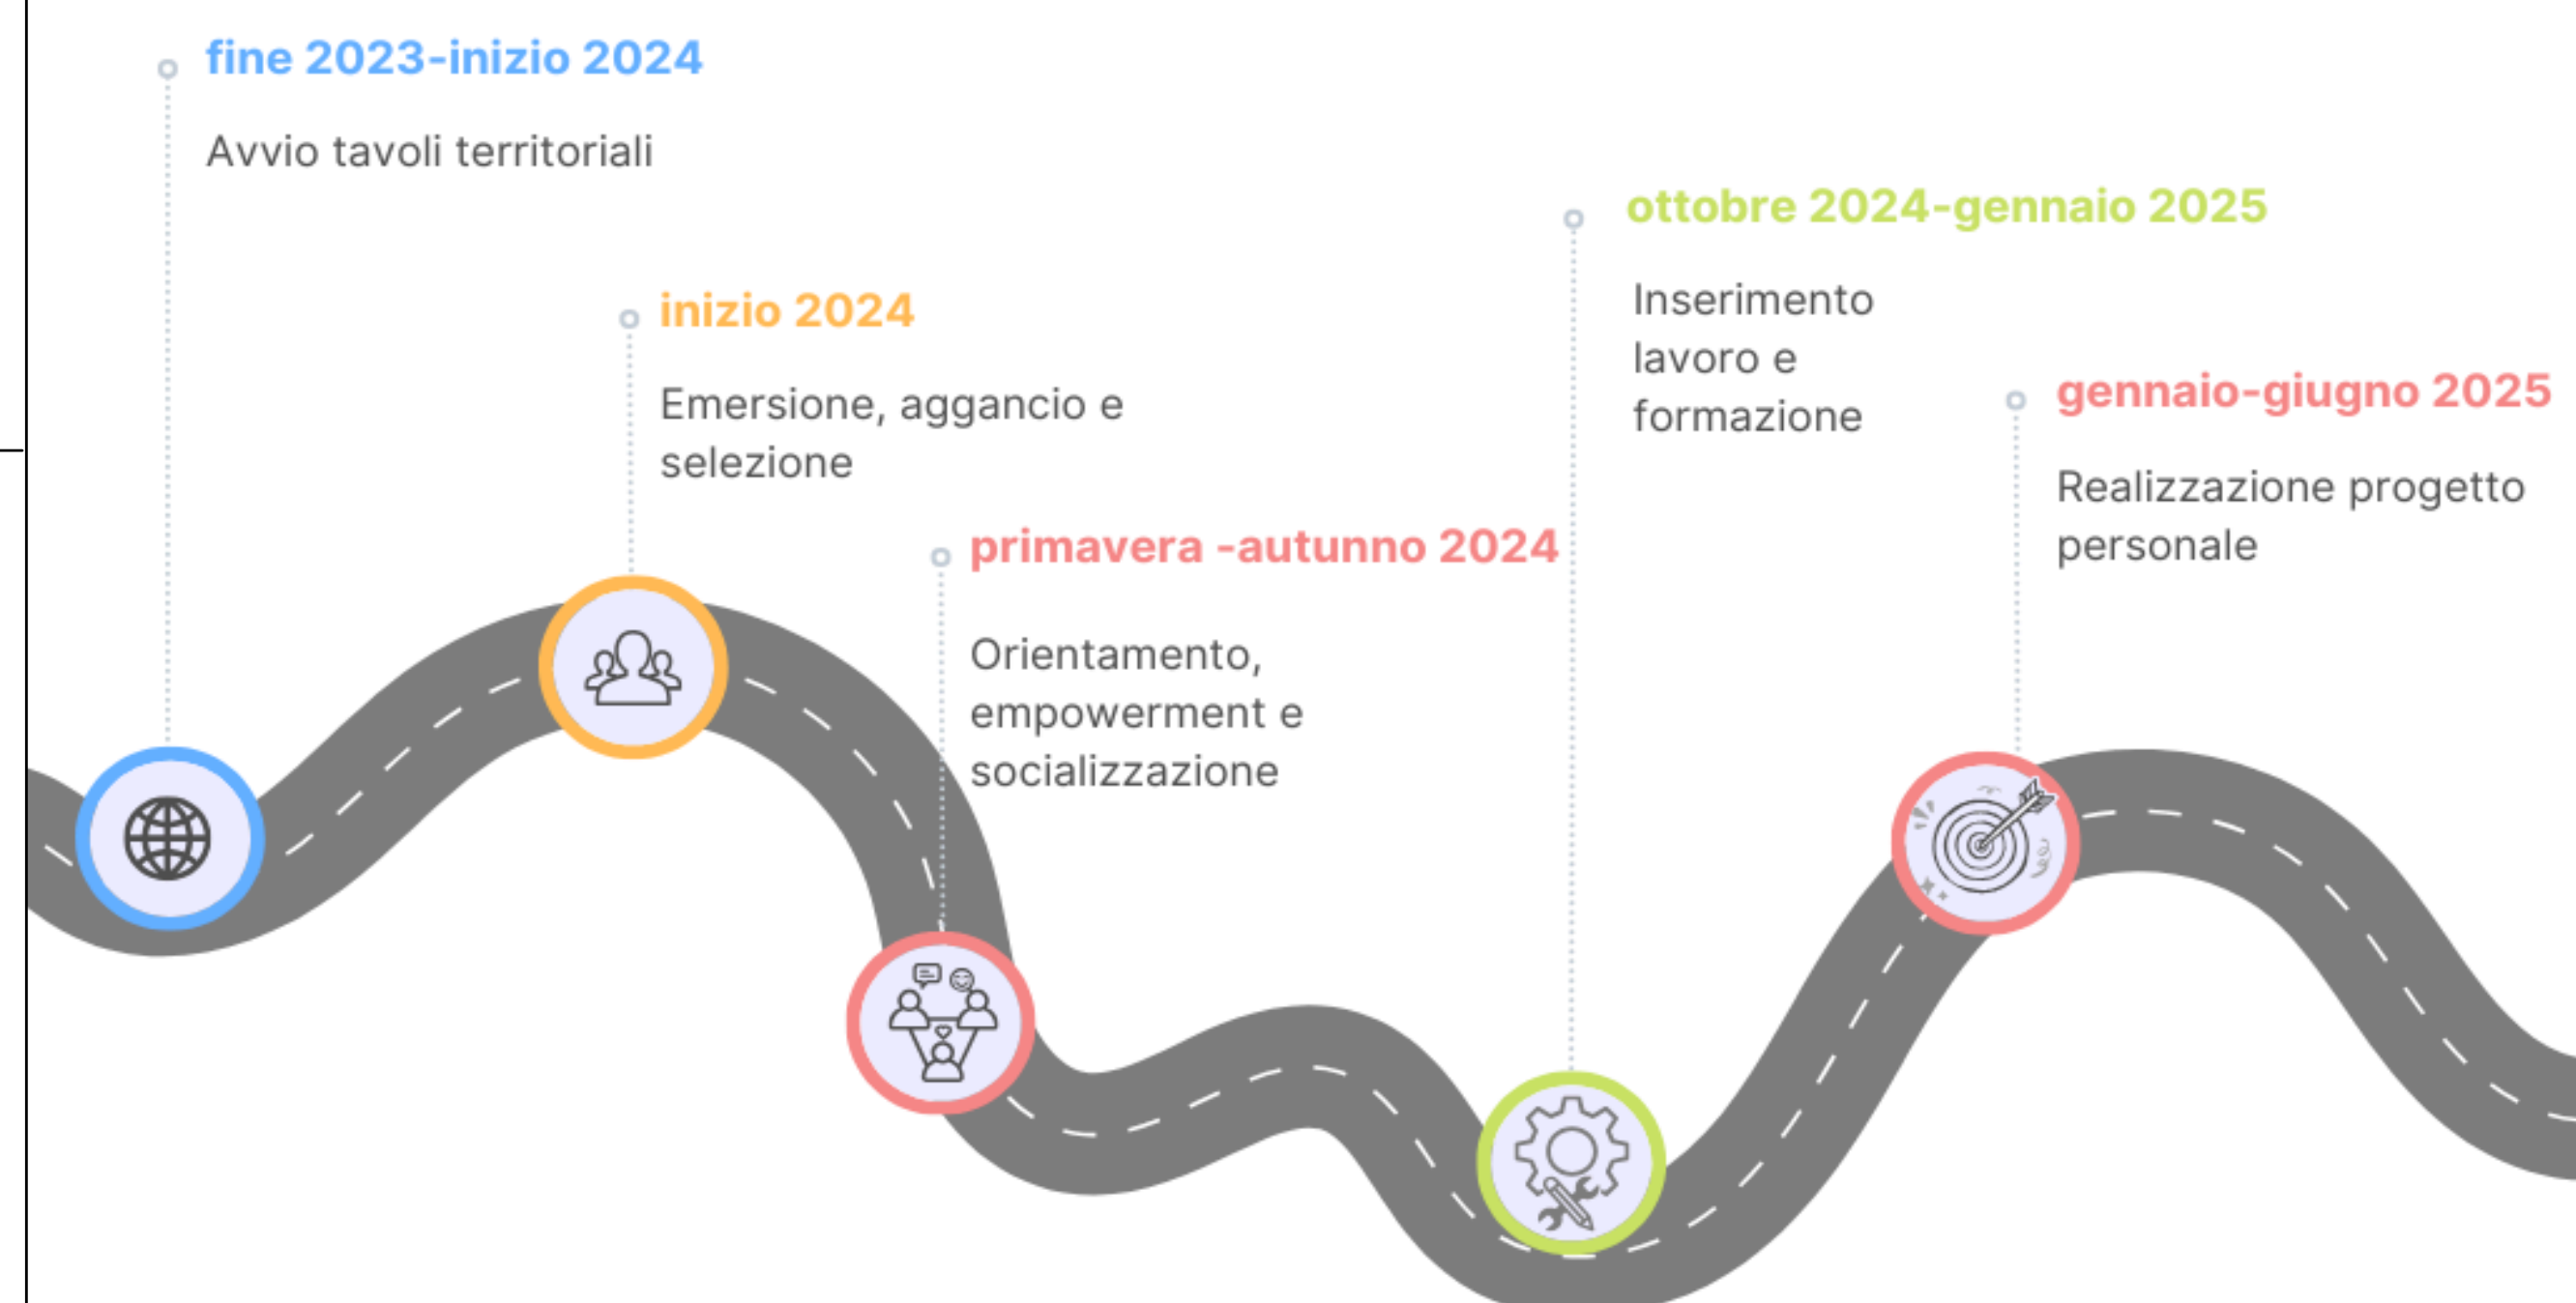 fine 2023-inizio 2024
Avvio tavoli territoriali
inizio 2024
Emersione, aggancio e
selezione
primavera -autunno 2024
Orientamento,
empowerment e
socializzazione
ottobre 2024-gennaio 2025
Inserimento
lavoro e
formazione
gennaio-giugno 2025
Realizzazione progetto
personale